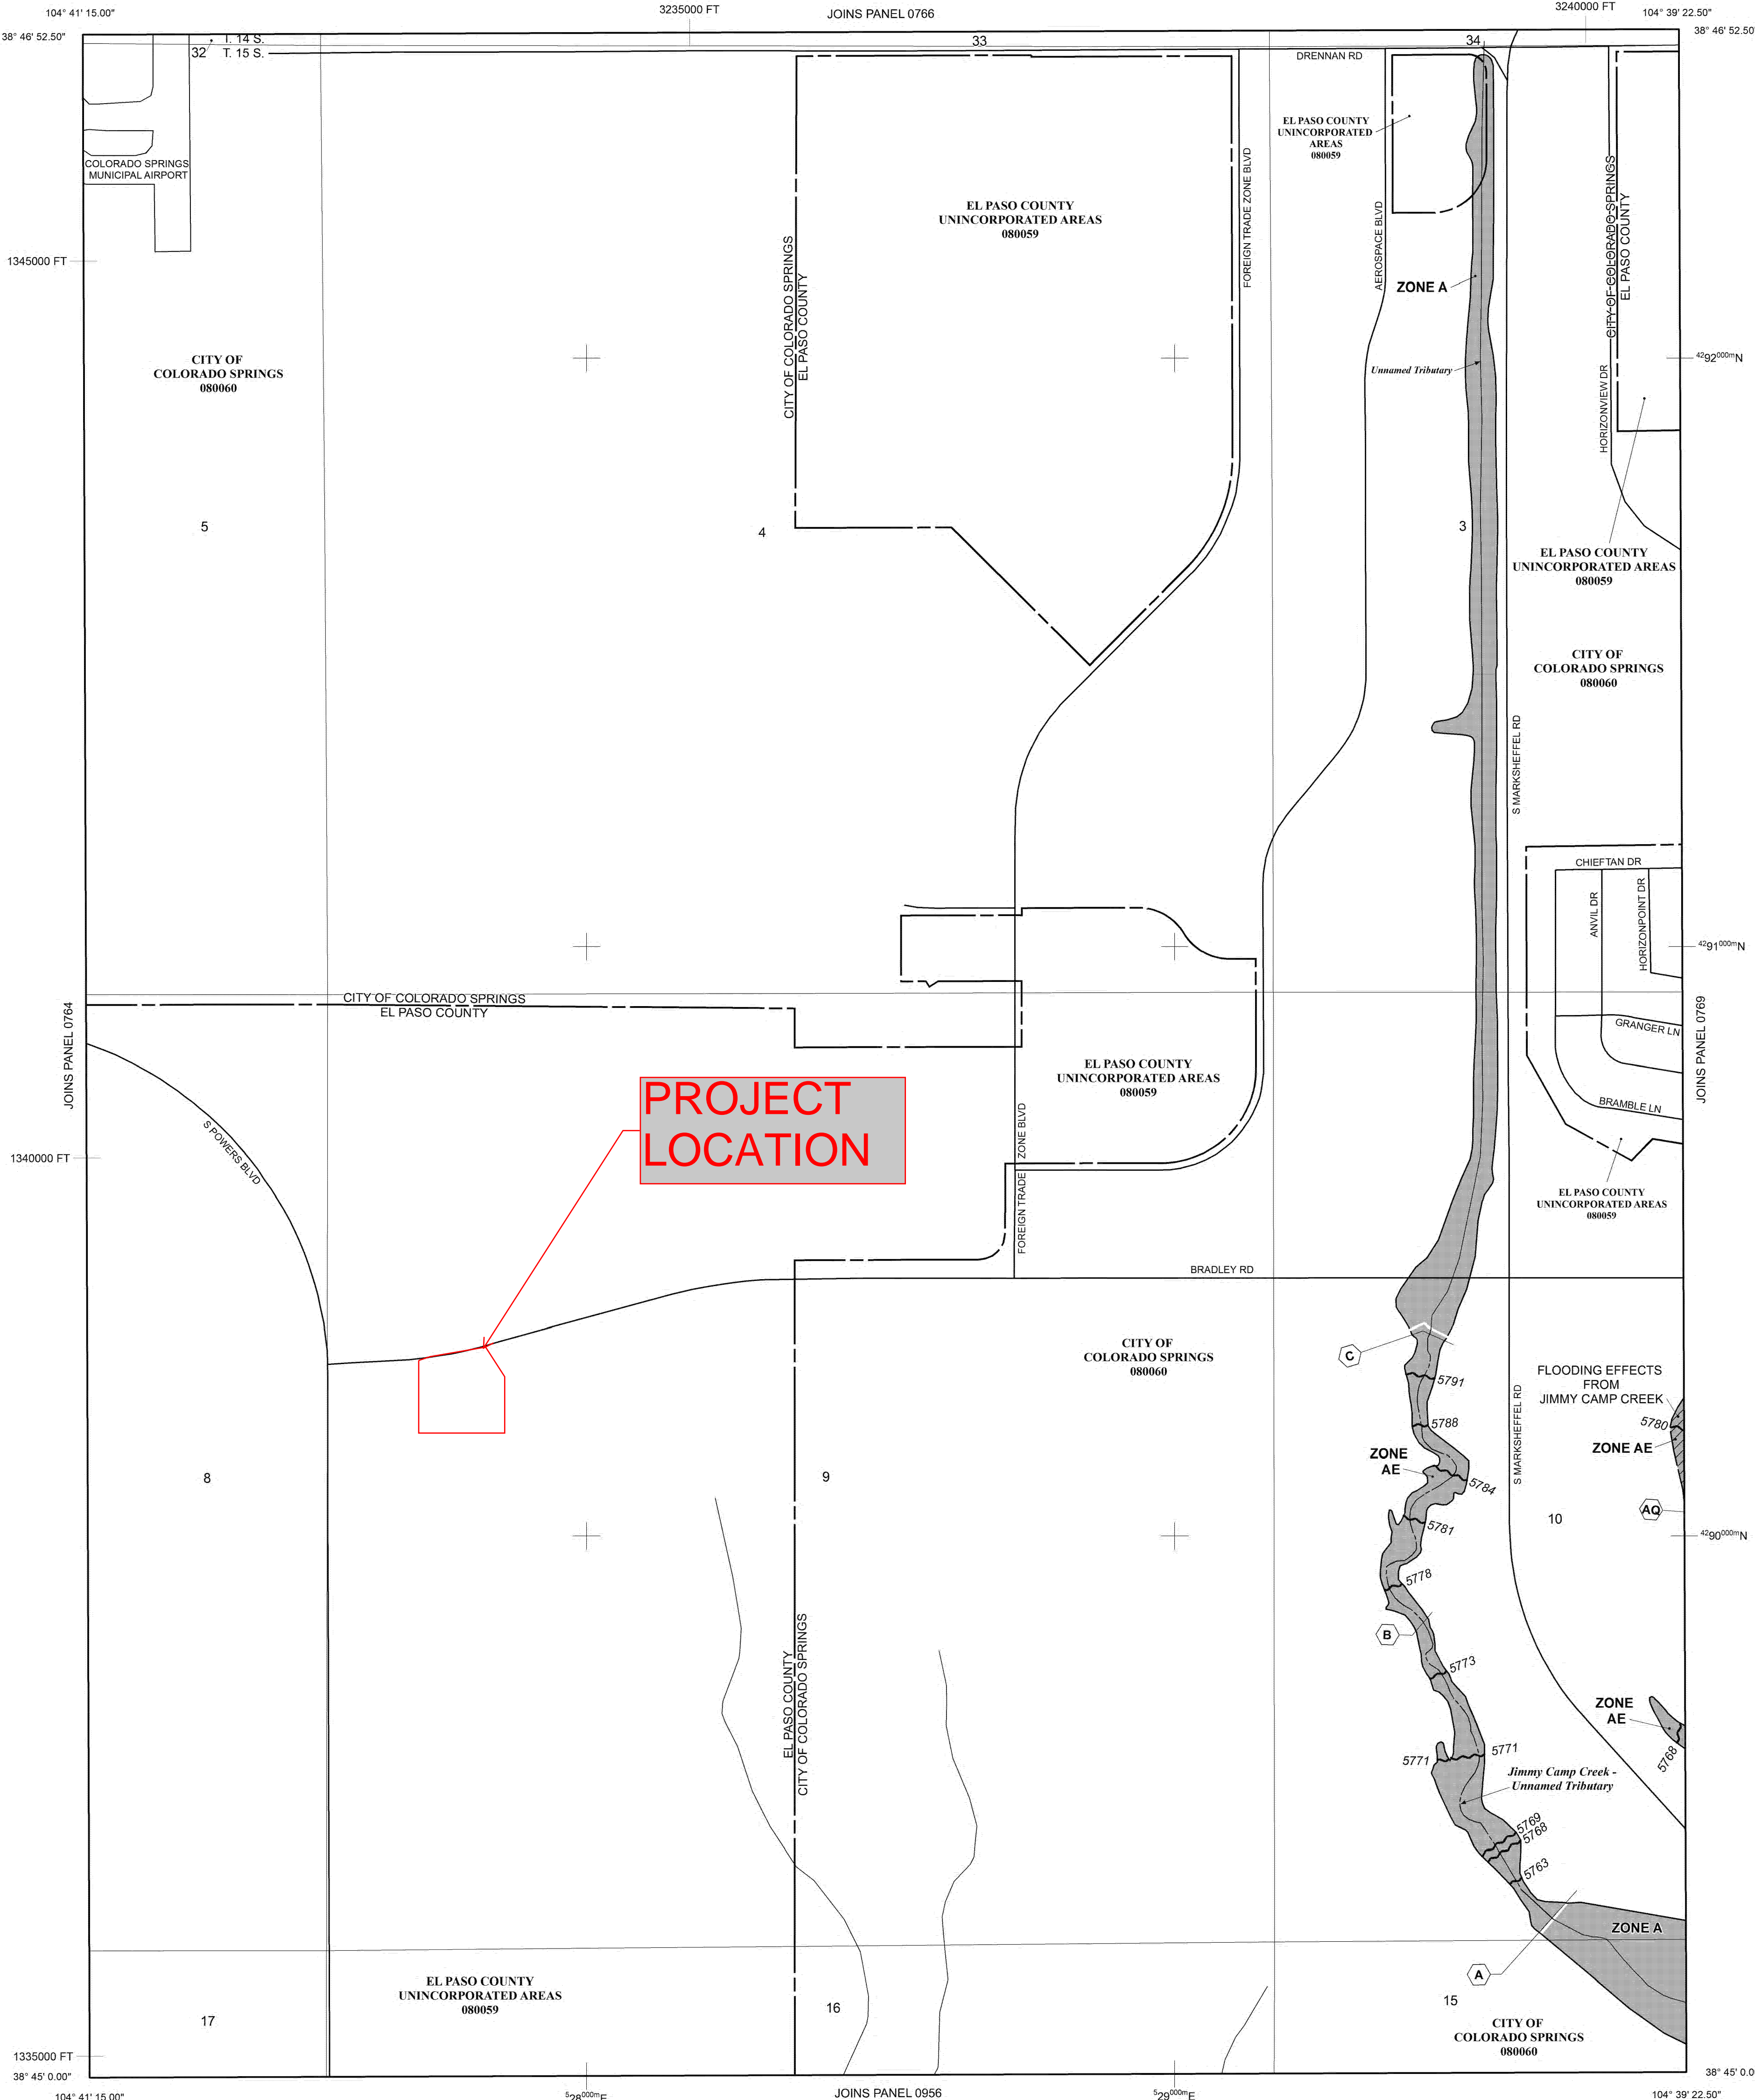 104° 41' 15.00"
3235000 FT
JOINS PANEL 0766
3240000 FT
104° 39' 22.50"
38° 46' 52.50"
38° 46' 52.50
T. 14 S.
32
T. 15 S.
33
34
DRENNAN RD
COLORADO SPRINGS
MUNICIPAL AIRPORT
EL PASO COUNTY
UNINCORPORATED
AREAS
080059
EL PASO COUNTY
UNINCORPORATED AREAS
080059
FOREIGN TRADE ZONE BLVD
AEROSPACE BLVD
CITY OF COLORADO SPRINGS
EL PASO COUNTY
CITY OF COLORADO SPRINGS
EL PASO COUNTY
1345000 FT
ZONE A
CITY OF
COLORADO SPRINGS
080060
Unnamed Tributary
HORIZONVIEW DR
4292000mN
5
4
3
EL PASO COUNTY
UNINCORPORATED AREAS
080059
CITY OF
COLORADO SPRINGS
080060
S MARKSHEFFEL RD
CHIEFTAN DR
ANVIL DR
HORIZONPOINT DR
4291000mN
CITY OF COLORADO SPRINGS
EL PASO COUNTY
GRANGER LN
BRAMBLE LN
JOINS PANEL 0764
JOINS PANEL 0769
EL PASO COUNTY
UNINCORPORATED AREAS
080059
PROJECT
LOCATION
S POWERS BLVD
FOREIGN TRADE ZONE BLVD
1340000 FT
EL PASO COUNTY
UNINCORPORATED AREAS
080059
BRADLEY RD
CITY OF
COLORADO SPRINGS
080060
C
5791
5788
FLOODING EFFECTS
FROM
JIMMY CAMP CREEK
5780
ZONE AE
S MARKSHEFFEL RD
ZONE
AE
5784
8
9
10
AQ
5781
4290000mN
5778
B
5773
EL PASO COUNTY
CITY OF COLORADO SPRINGS
ZONE
AE
5768
5771
5771
Jimmy Camp Creek -
Unnamed Tributary
5769
5768
5763
ZONE A
A
EL PASO COUNTY
UNINCORPORATED AREAS
080059
17
16
15
CITY OF
COLORADO SPRINGS
080060
1335000 FT
38° 45' 0.00"
38° 45' 0.0
104° 41' 15.00"
528000mE
JOINS PANEL 0956
529000mE
104° 39' 22.50"